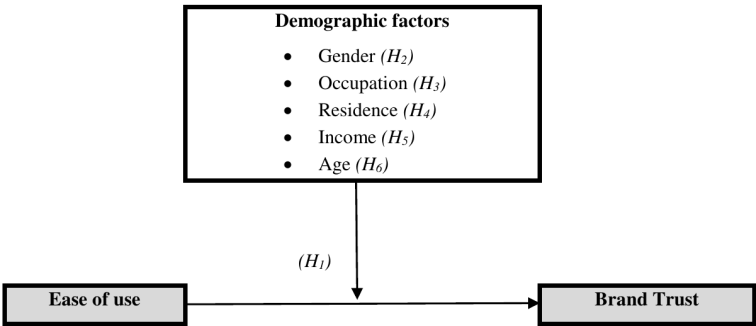 Demographic factors
• Gender (H₂)
• Occupation (H₃)
• Residence (H₄)
• Income (H₅)
• Age (H₆)
(H₁)
Ease of use
Brand Trust